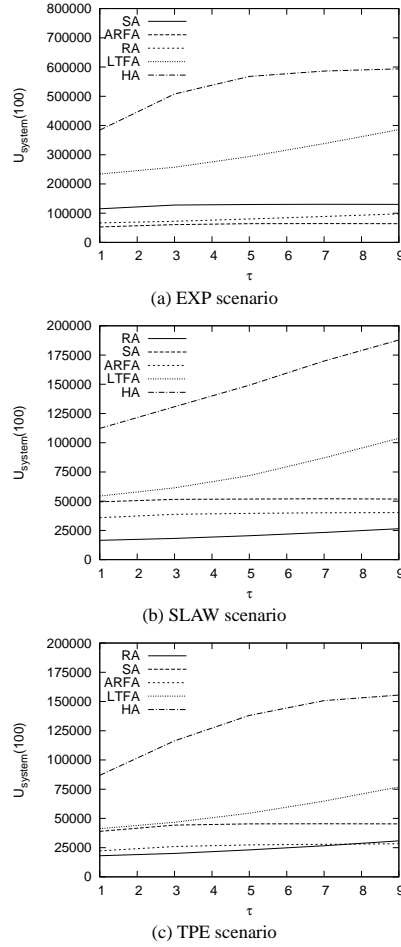 SA
ARFA
RA
LTFA
HA
800000
700000
600000
500000
400000
300000
200000
100000
0
U_system(100)
1 2 3 4 5 6 7 8 9
τ
(a) EXP scenario
RA
SA
ARFA
LTFA
HA
200000
175000
150000
125000
100000
75000
50000
25000
0
U_system(100)
1 2 3 4 5 6 7 8 9
τ
(b) SLAW scenario
RA
SA
ARFA
LTFA
HA
200000
175000
150000
125000
100000
75000
50000
25000
0
U_system(100)
1 2 3 4 5 6 7 8 9
τ
(c) TPE scenario